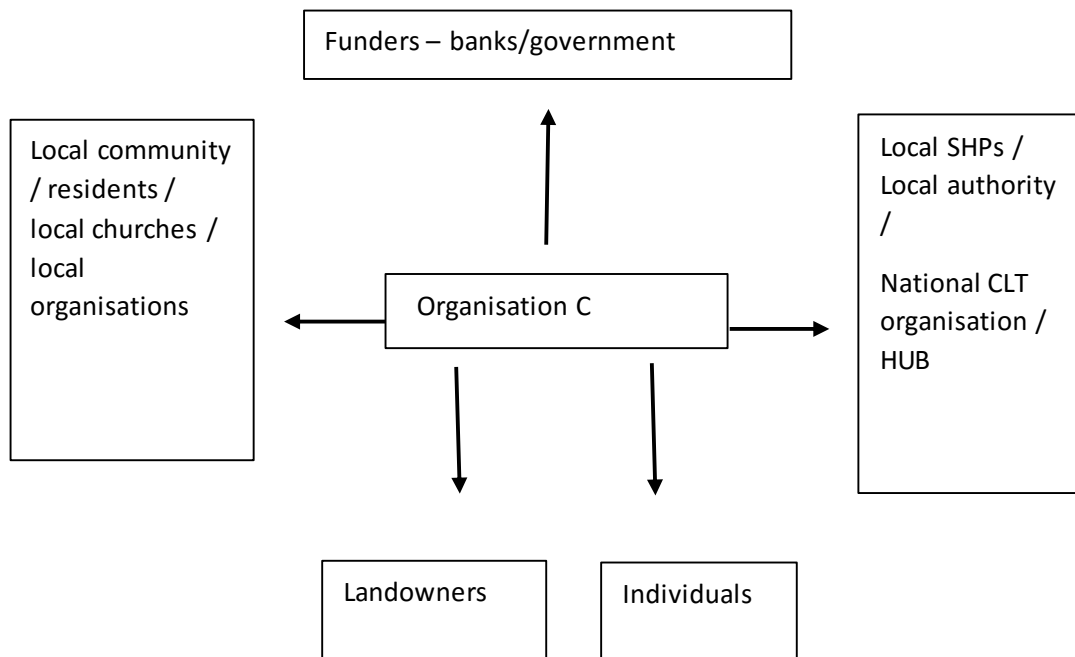 Funders – banks/government
Local community
/ residents /
local churches /
local
organisations
Organisation C
Local SHPs /
Local authority
/
National CLT
organisation /
HUB
Landowners
Individuals